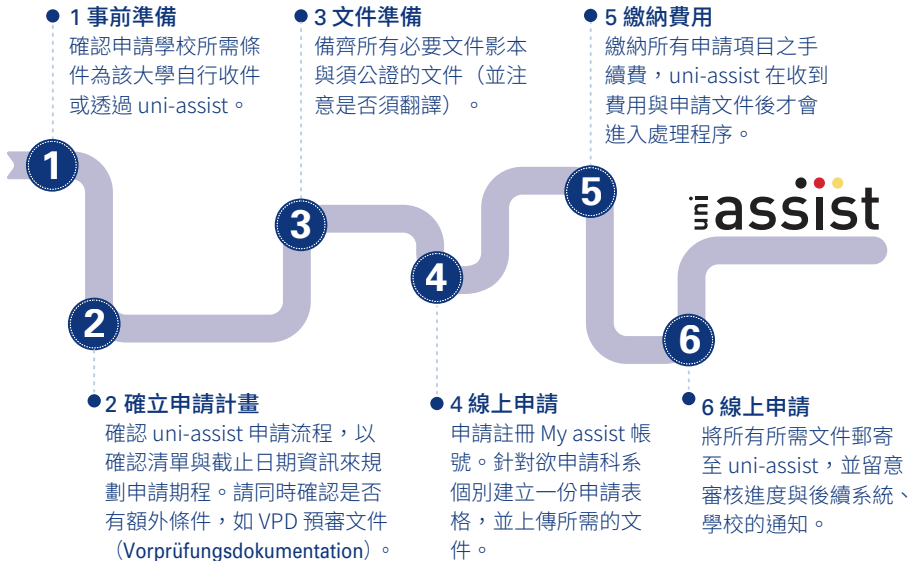 1 事前準備
確認申請學校所需條
件為該大學自行收件
或透過 uni-assist。
3 文件準備
備齊所有必要文件影本
與須公證的文件（並注
意是否須翻譯）。
5 繳納費用
繳納所有申請項目之手
續費，uni-assist 在收到
費用與申請文件後才會
進入處理程序。
1
2
3
4
5
6
uni assist
2 確立申請計畫
確認 uni-assist 申請流程，以
確認清單與截止日期資訊來規
劃申請期程。請同時確認是否
有額外條件，如 VPD 預審文件
（Vorprüfungsdokumentation）。
4 線上申請
申請註冊 My assist 帳
號。針對欲申請科系
個別建立一份申請表
格，並上傳所需的文
件。
6 線上申請
將所有所需文件郵寄
至 uni-assist，並留意
審核進度與後續系統、
學校的通知。